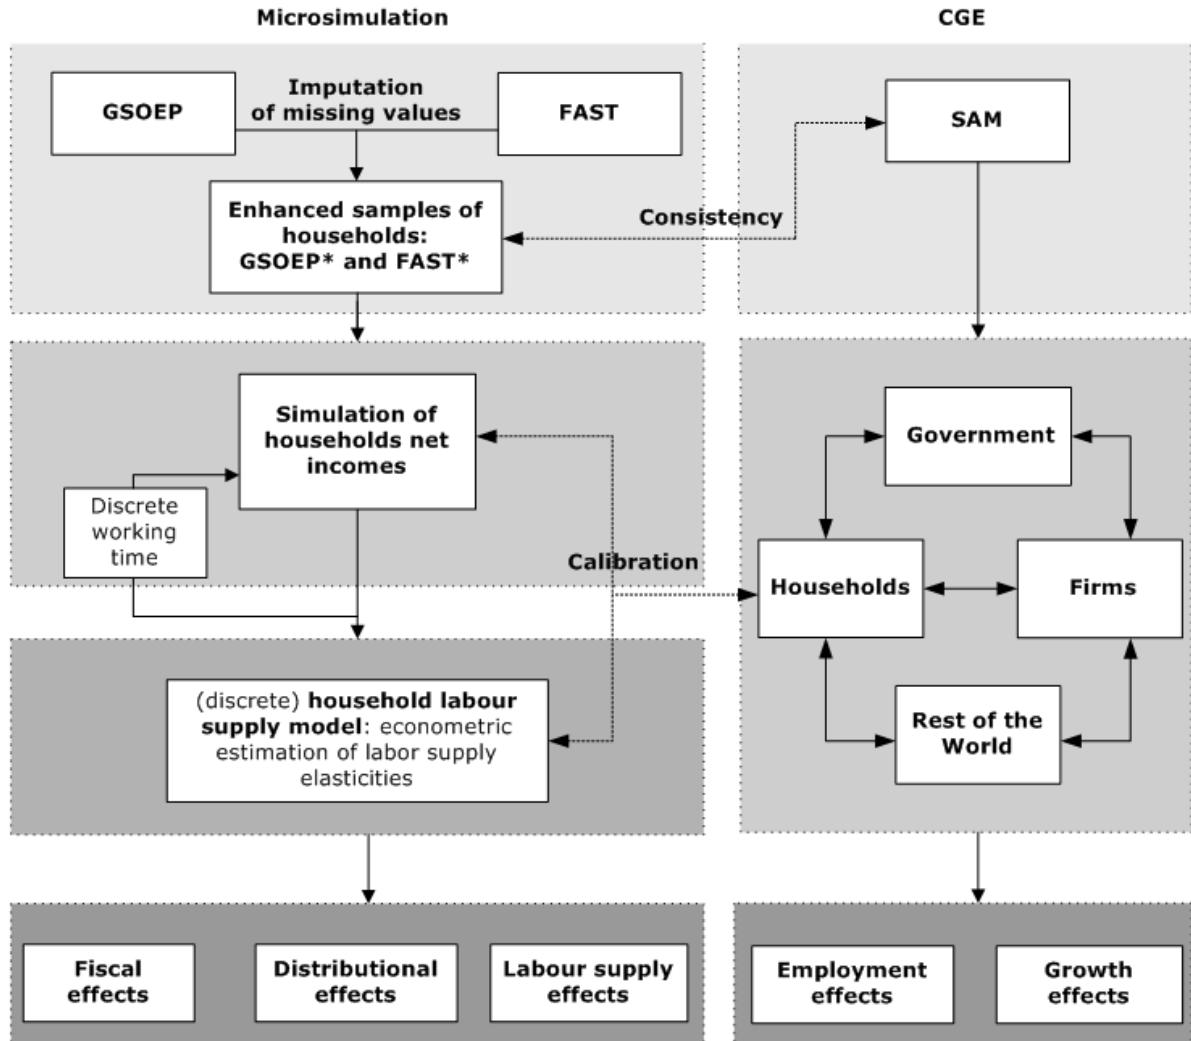 Microsimulation
CGE
GSOEP
Imputation
of missing values
FAST
SAM
Enhanced samples of
households:
GSOEP* and FAST*
Consistency
Simulation of
households net
incomes
Discrete
working
time
Calibration
Government
Households
Firms
Rest of the
World
(discrete) household labour
supply model: econometric
estimation of labor supply
elasticities
Fiscal
effects
Distributional
effects
Labour supply
effects
Employment
effects
Growth
effects